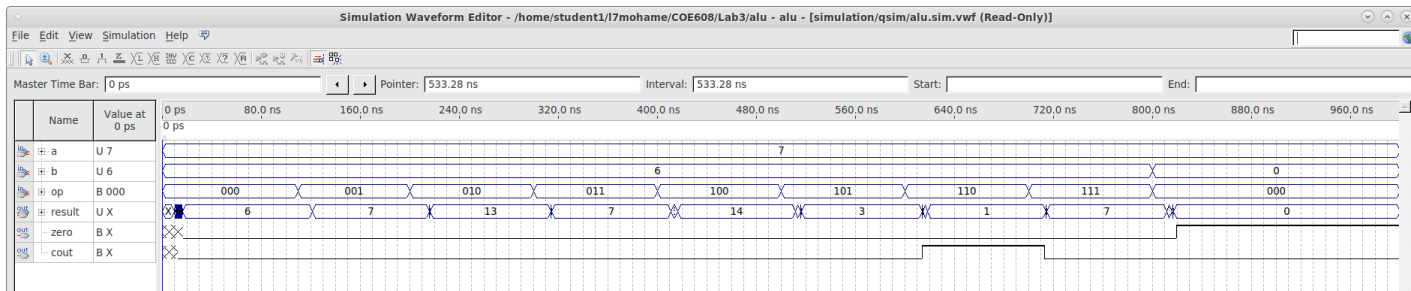 Simulation Waveform Editor - /home/student1/l7mohame/COE608/Lab3/alu - alu - [simulation/qsim/alu.sim.vwf (Read-Only)]
File Edit View Simulation Help
Master Time Bar: 0 ps Pointer: 533.28 ns Interval: 533.28 ns Start: End:
Name Value at 0 ps
0 ps 80.0 ns 160.0 ns 240.0 ns 320.0 ns 400.0 ns 480.0 ns 560.0 ns 640.0 ns 720.0 ns 800.0 ns 880.0 ns 960.0 ns
0 ps
a U 7 7
b U 6 6 0
op B 000 000 001 010 011 100 101 110 111 000
result U X X 6 7 13 7 14 3 1 7 0
zero B X
cout B X